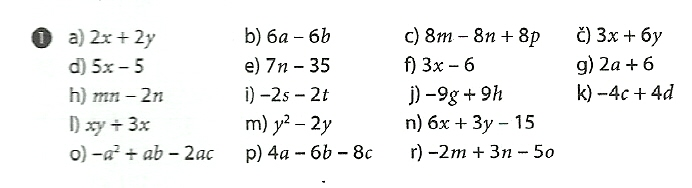 1 a) 2x + 2y b) 6a – 6b c) 8m – 8n + 8p č) 3x + 6y
d) 5x – 5 e) 7n – 35 f) 3x – 6 g) 2a + 6
h) mn – 2n i) –2s – 2t j) –9g + 9h k) –4c + 4d
l) xy + 3x m) y² – 2y n) 6x + 3y – 15
o) –a² + ab – 2ac p) 4a – 6b – 8c r) –2m + 3n – 5o